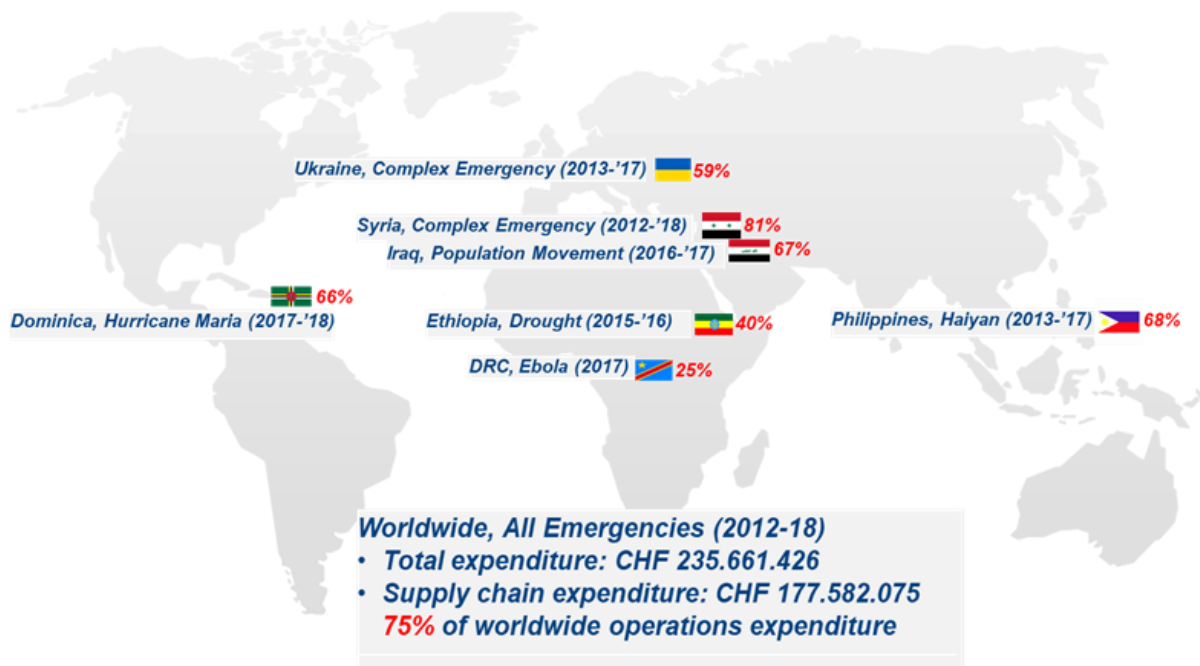 Ukraine, Complex Emergency (2013-'17) 59%
Syria, Complex Emergency (2012-'18) 81%
Iraq, Population Movement (2016-'17) 67%
66%
Dominica, Hurricane Maria (2017-'18)
Ethiopia, Drought (2015-'16) 40%
Philippines, Haiyan (2013-'17) 68%
DRC, Ebola (2017) 25%
Worldwide, All Emergencies (2012-18)
• Total expenditure: CHF 235.661.426
• Supply chain expenditure: CHF 177.582.075
75% of worldwide operations expenditure